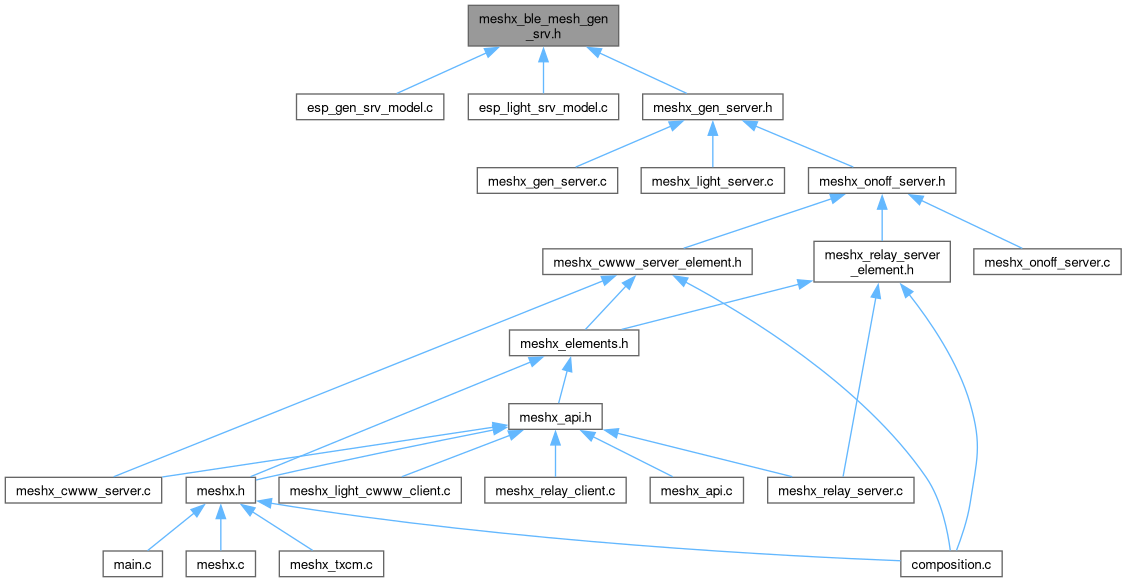 meshx_ble_mesh_gen
_srv.h
esp_gen_srv_model.c
esp_light_srv_model.c
meshx_gen_server.h
meshx_gen_server.c
meshx_light_server.c
meshx_onoff_server.h
meshx_cwww_server_element.h
meshx_relay_server
_element.h
meshx_onoff_server.c
meshx_elements.h
meshx_api.h
meshx_cwww_server.c
meshx.h
meshx_light_cwww_client.c
meshx_relay_client.c
meshx_api.c
meshx_relay_server.c
main.c
meshx.c
meshx_txcm.c
composition.c